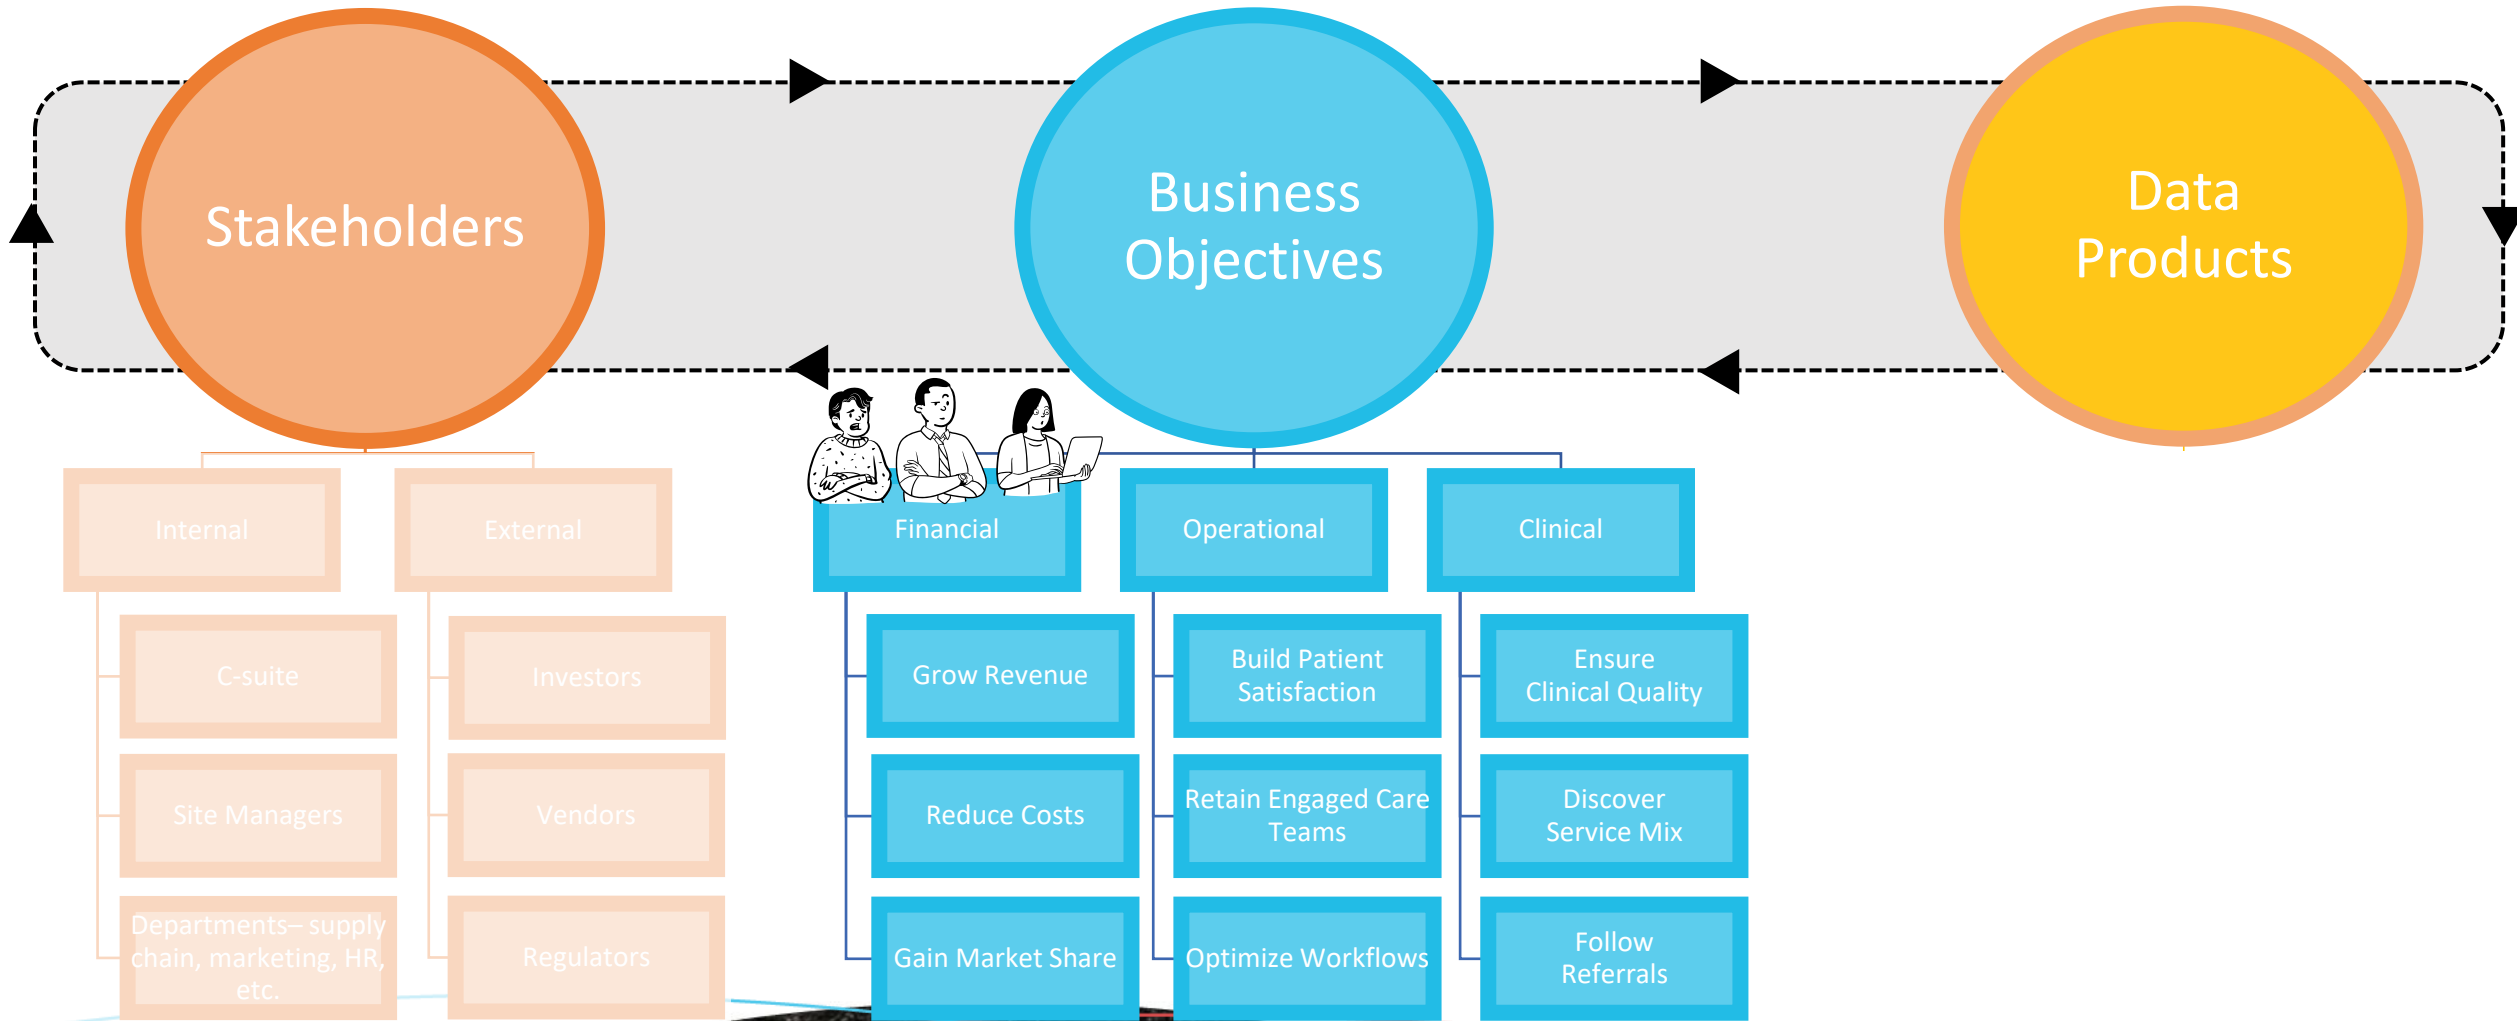 Stakeholders
Business
Objectives
Data
Products
Internal
External
C-suite
Investors
Site Managers
Vendors
Departments– supply
chain, marketing, HR,
etc.
Regulators
Financial
Operational
Clinical
Grow Revenue
Build Patient
Satisfaction
Ensure
Clinical Quality
Reduce Costs
Retain Engaged Care
Teams
Discover
Service Mix
Gain Market Share
Optimize Workflows
Follow
Referrals